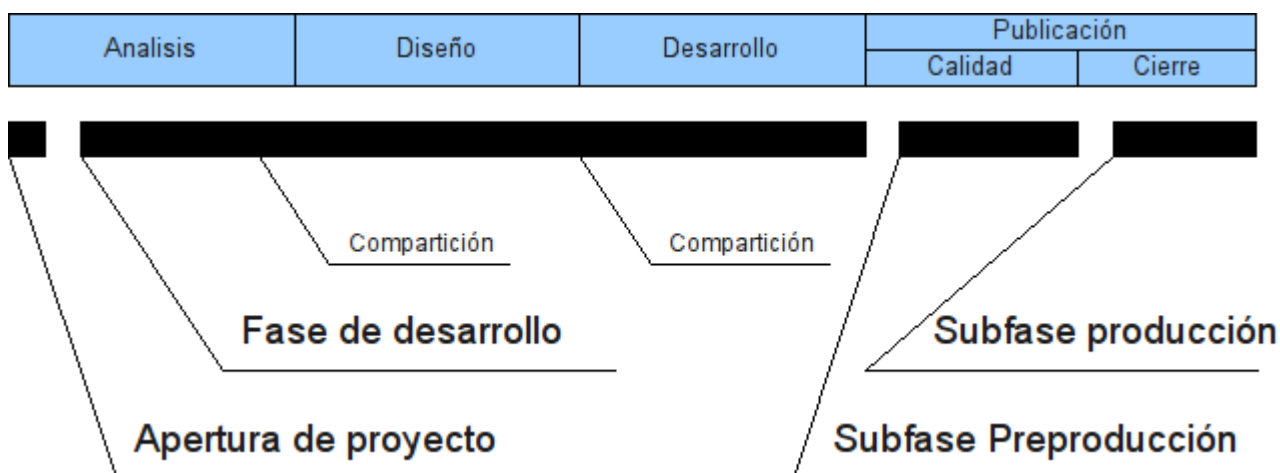 Analisis
Diseño
Desarrollo
Publicación
Calidad
Cierre
Compartición
Compartición
Fase de desarrollo
Subfase producción
Apertura de proyecto
Subfase Preproducción